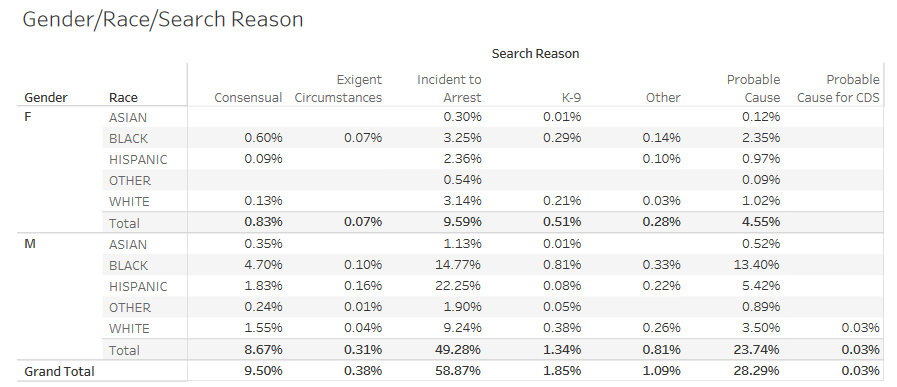 Gender/Race/Search Reason
Search Reason
Gender Race Consensual Exigent Circumstances Incident to Arrest K-9 Other Probable Cause Probable Cause for CDS
F ASIAN 0.30% 0.01% 0.12%
BLACK 0.60% 0.07% 3.25% 0.29% 0.14% 2.35%
HISPANIC 0.09% 2.36% 0.10% 0.97%
OTHER 0.54% 0.09%
WHITE 0.13% 3.14% 0.21% 0.03% 1.02%
Total 0.83% 0.07% 9.59% 0.51% 0.28% 4.55%
M ASIAN 0.35% 1.13% 0.01% 0.52%
BLACK 4.70% 0.10% 14.77% 0.81% 0.33% 13.40%
HISPANIC 1.83% 0.16% 22.25% 0.08% 0.22% 5.42%
OTHER 0.24% 0.01% 1.90% 0.05% 0.89%
WHITE 1.55% 0.04% 9.24% 0.38% 0.26% 3.50% 0.03%
Total 8.67% 0.31% 49.28% 1.34% 0.81% 23.74% 0.03%
Grand Total 9.50% 0.38% 58.87% 1.85% 1.09% 28.29% 0.03%